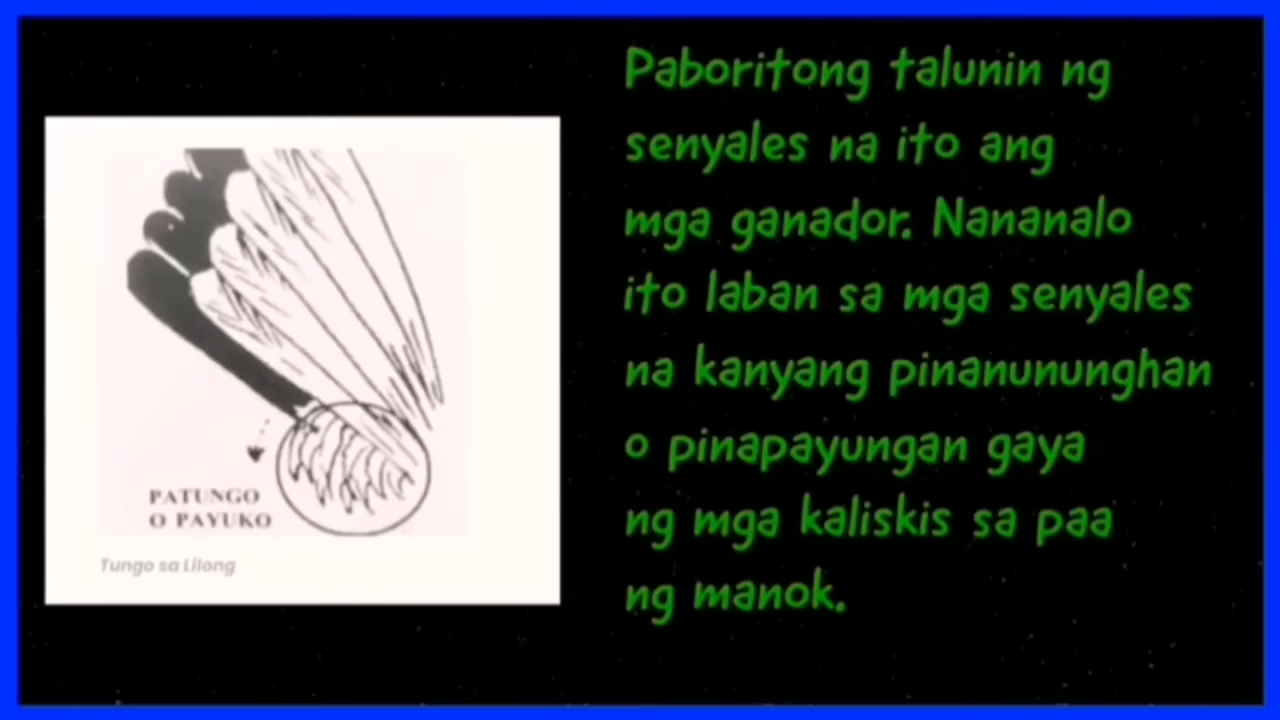 PATUNGO
O PAYUKO
Tungo sa Lilong
Paboritong talunin ng
senyales na ito ang
mga ganador. Nananalo
ito laban sa mga senyales
na kanyang pinanununghan
o pinapayungan gaya
ng mga kaliskis sa paa
ng manok.